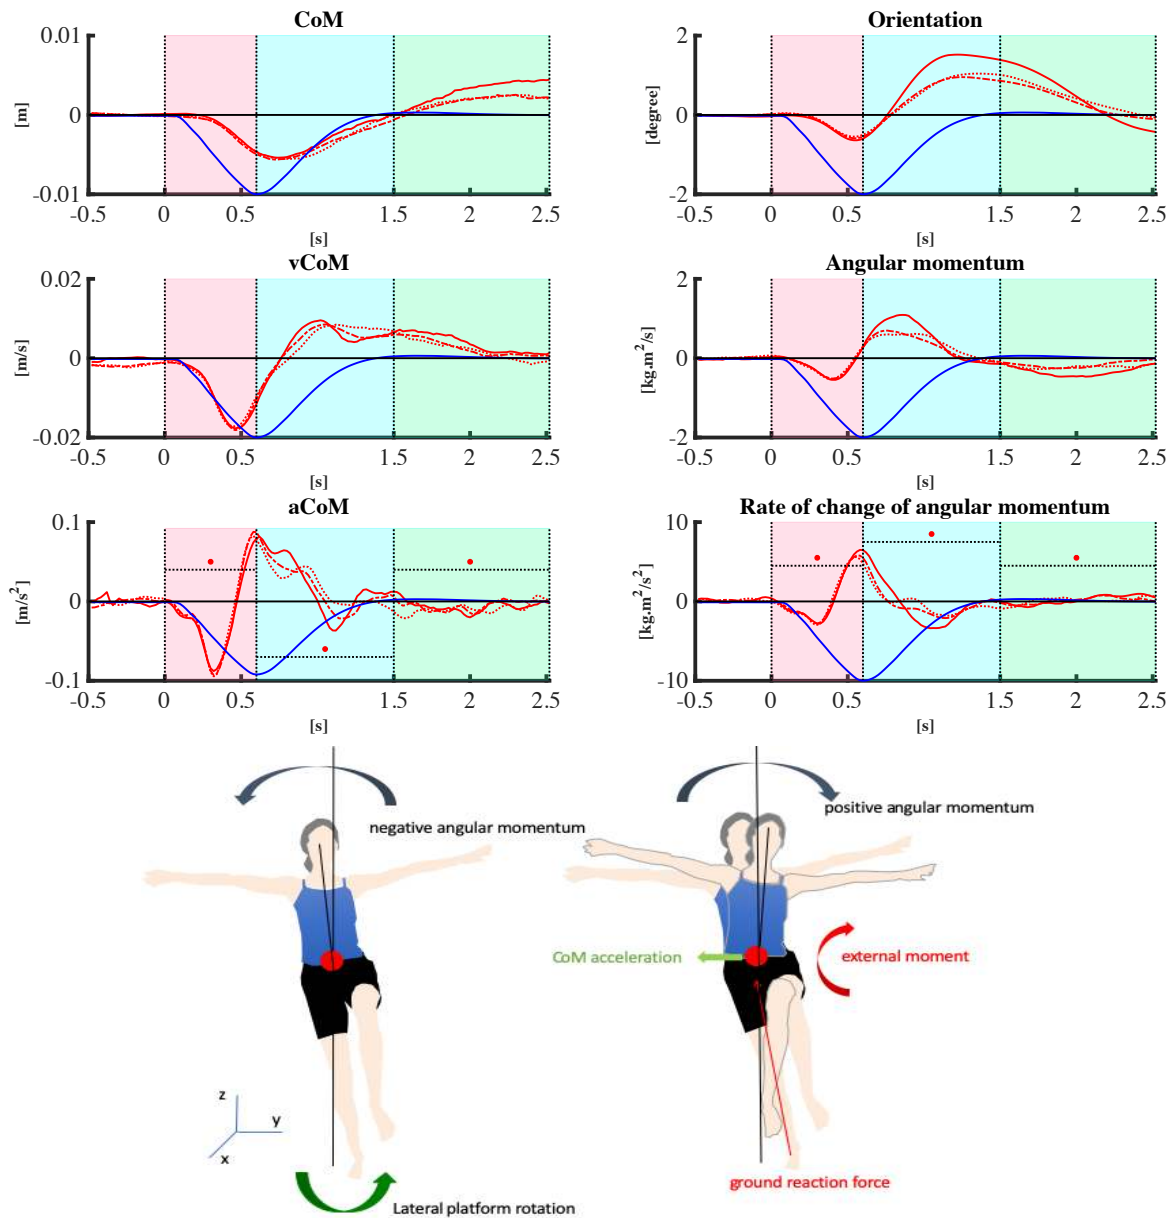 CoM
0.01
0
-0.01
[m]
-0.5 0 0.5 1 1.5 2 2.5
[s]
Orientation
2
0
-2
[degree]
-0.5 0 0.5 1 1.5 2 2.5
[s]
vCoM
0.02
0
-0.02
[m/s]
-0.5 0 0.5 1 1.5 2 2.5
[s]
Angular momentum
2
0
-2
[kg.m²/s]
-0.5 0 0.5 1 1.5 2 2.5
[s]
aCoM
0.1
0
-0.1
[m/s²]
-0.5 0 0.5 1 1.5 2 2.5
[s]
Rate of change of angular momentum
10
0
-10
[kg.m²/s²]
-0.5 0 0.5 1 1.5 2 2.5
[s]
negative angular momentum
positive angular momentum
CoM acceleration
external moment
z
y
x
ground reaction force
Lateral platform rotation